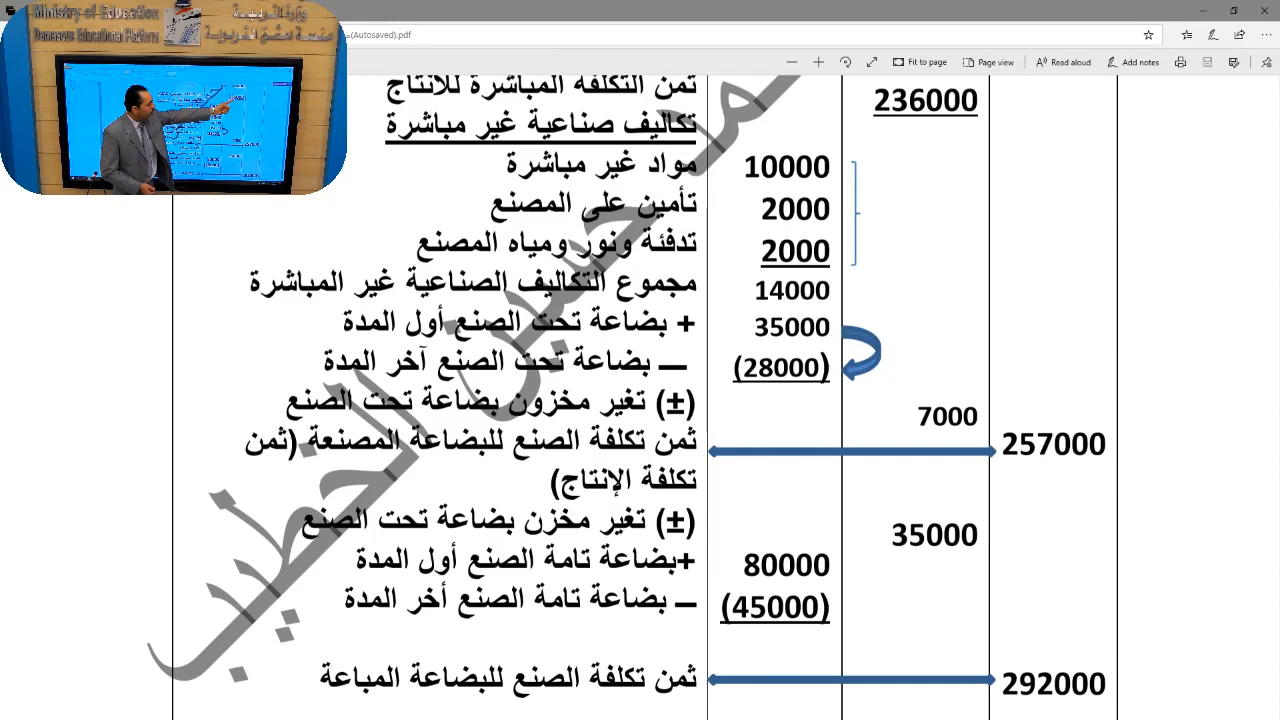 Ministry of Education
وزارة التربية
Damascus Educational Platform
منصة دمشق التربوية
(Autosaved).pdf
Fit to page
Page view
Read aloud
Add notes
ثمن التكلفة المباشرة للانتاج 236000
تكاليف صناعية غير مباشرة
مواد غير مباشرة 10000
تأمين على المصنع 2000
تدفئة ونور ومياه المصنع 2000
مجموع التكاليف الصناعية غير المباشرة 14000
+ بضاعة تحت الصنع أول المدة 35000
ـــ بضاعة تحت الصنع آخر المدة (28000)
(±) تغير مخزون بضاعة تحت الصنع 7000
ثمن تكلفة الصنع للبضاعة المصنعة (ثمن 257000
تكلفة الإنتاج)
(±) تغير مخزن بضاعة تحت الصنع 35000
+بضاعة تامة الصنع أول المدة 80000
ـــ بضاعة تامة الصنع أخر المدة (45000)
ثمن تكلفة الصنع للبضاعة المباعة 292000
حسين الخطيب